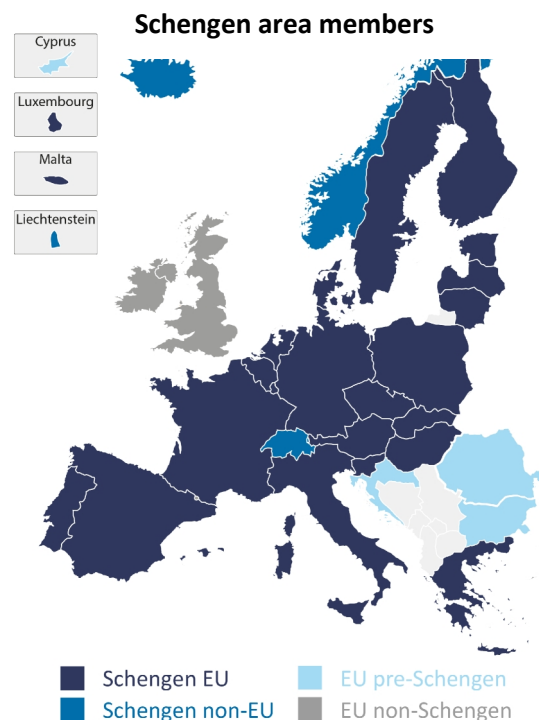 Schengen area members
Cyprus
Luxembourg
Malta
Liechtenstein
Schengen EU
EU pre-Schengen
Schengen non-EU
EU non-Schengen